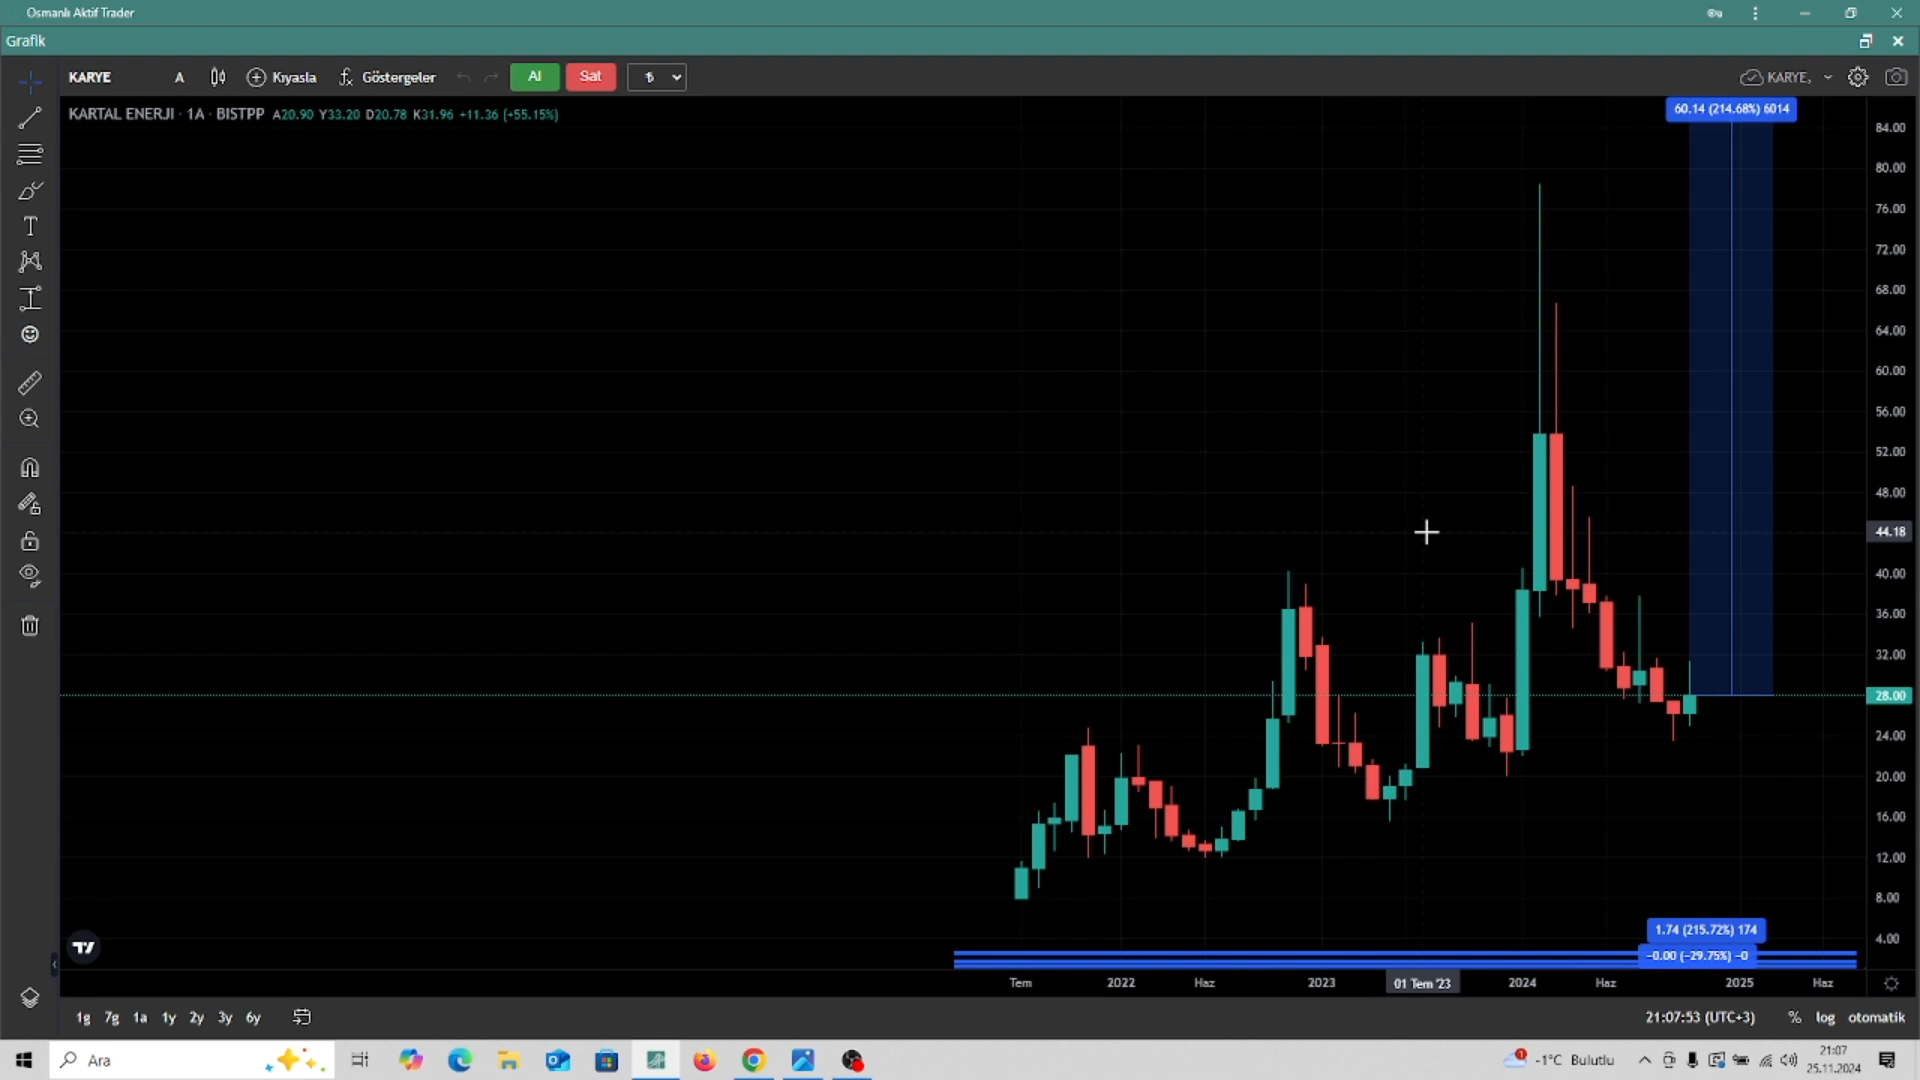 Osmanlı Aktif Trader
Grafik
KARYE A Kıyasla Göstergeler Al Sat ₺ KARYE,
KARTAL ENERJI · 1A · BISTPP A20.90 Y33.20 D20.78 K31.96 +11.36 (+55.15%)
60.14 (214.68%) 6014
84.00
80.00
76.00
72.00
68.00
64.00
60.00
56.00
52.00
48.00
44.18
40.00
36.00
32.00
28.00
24.00
20.00
16.00
12.00
8.00
4.00
1.74 (215.72%) 174
−0.00 (−29.75%) −0
Tem 2022 Haz 2023 01 Tem '23 2024 Haz 2025 Haz
1g 7g 1a 1y 2y 3y 6y 21:07:53 (UTC+3) % log otomatik
Ara 1 -1°C Bulutlu 21:07
25.11.2024